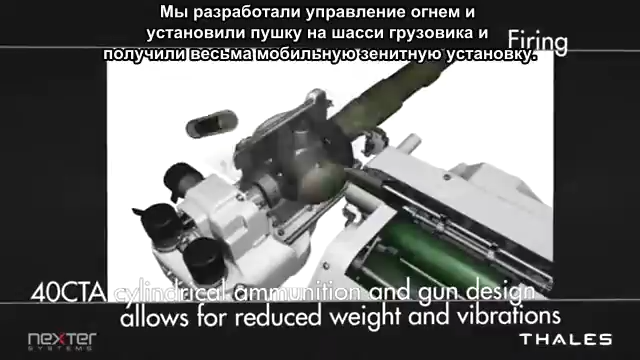 Мы разработали управление огнем и
установили пушку на шасси грузовика и
получили весьма мобильную зенитную установку.
Firing
40CTA cylindrical ammunition and gun design
allows for reduced weight and vibrations
nexter
SYSTEMS
THALES